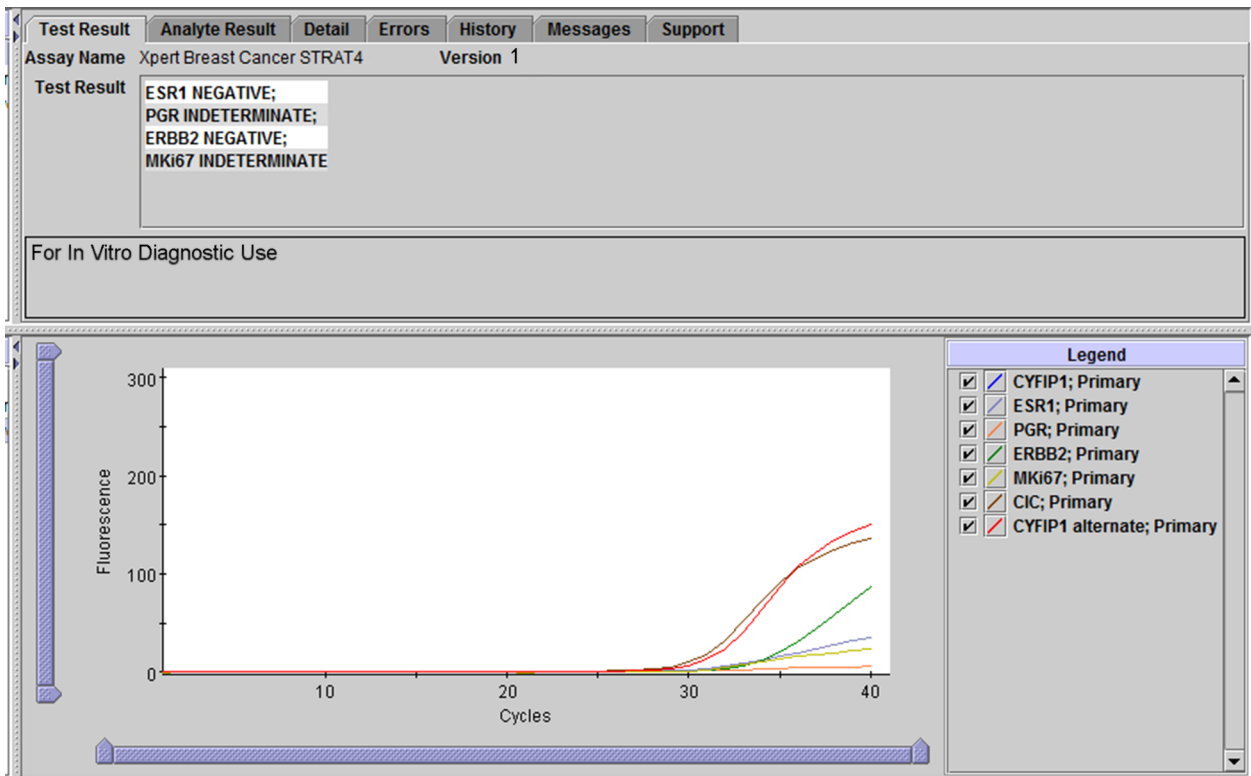 Test Result Analyte Result Detail Errors History Messages Support
Assay Name Xpert Breast Cancer STRAT4 Version 1
Test Result ESR1 NEGATIVE;
PGR INDETERMINATE;
ERBB2 NEGATIVE;
MKi67 INDETERMINATE
For In Vitro Diagnostic Use
300
200
100
0
Fluorescence
10 20 30 40
Cycles
Legend
CYFIP1; Primary
ESR1; Primary
PGR; Primary
ERBB2; Primary
MKi67; Primary
CIC; Primary
CYFIP1 alternate; Primary